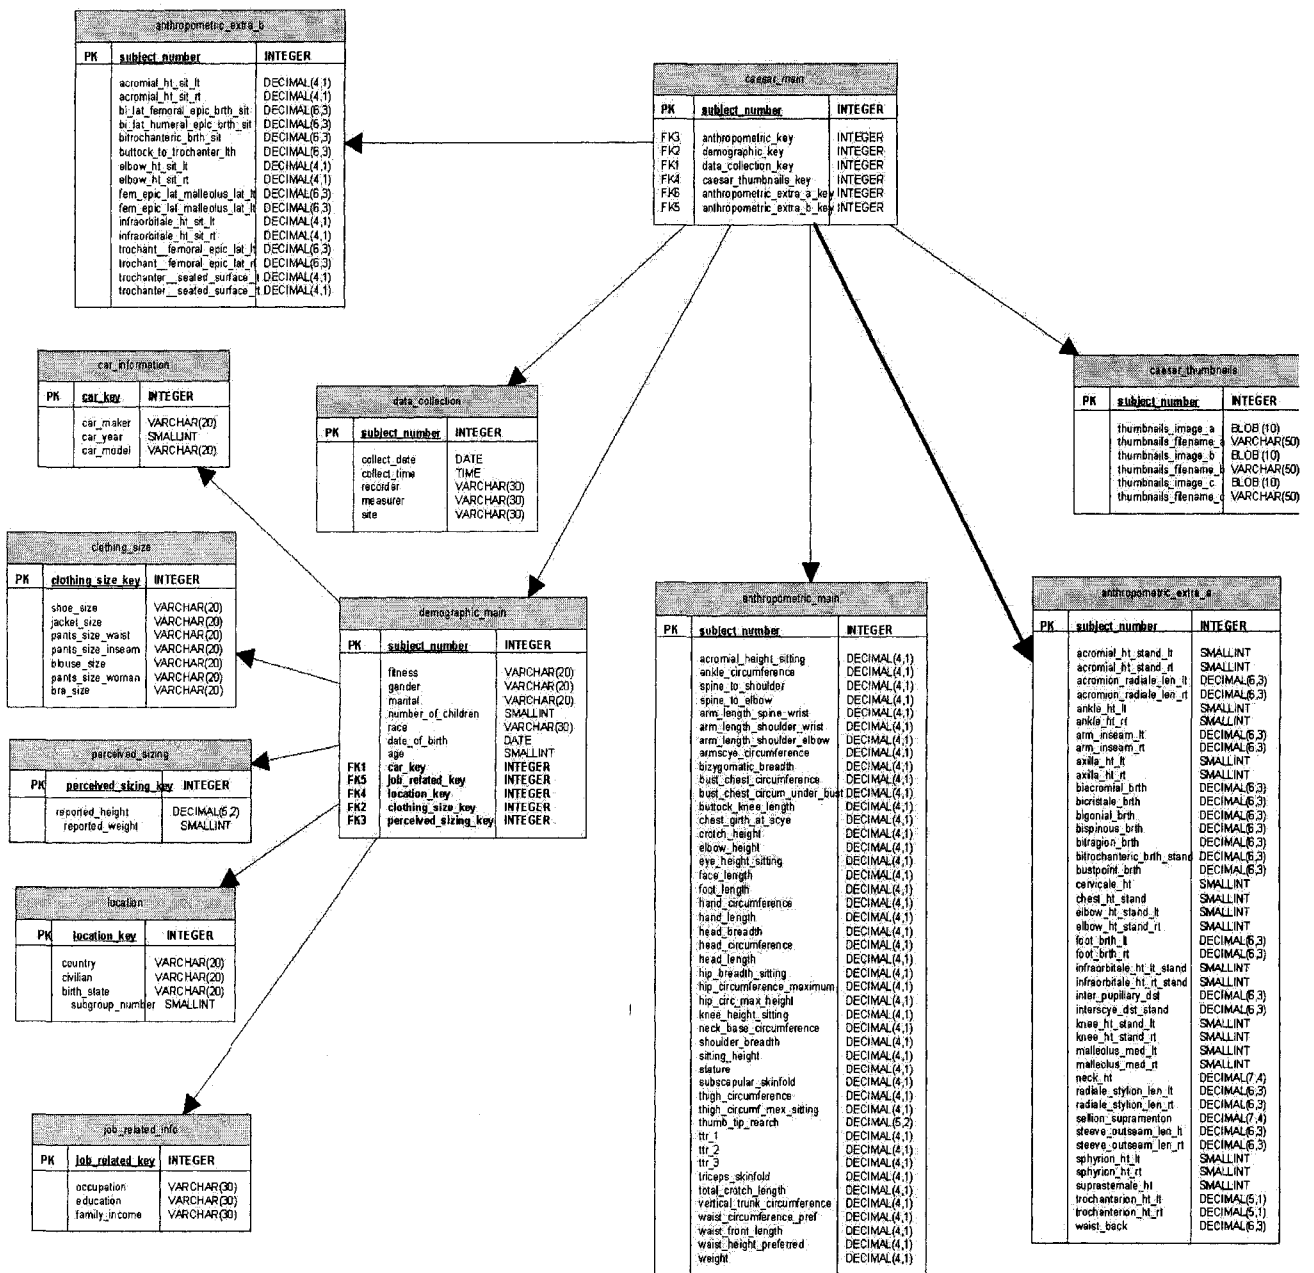 anthropometric_extra_b
PK subject_number INTEGER
acromial_ht_sit_lt DECIMAL(4,1)
acromial_ht_sit_rt DECIMAL(4,1)
bi_lat_femoral_epic_brth_sit DECIMAL(6,3)
bi_lat_humeral_epic_brth_sit DECIMAL(6,3)
bitrochanteric_brth_sit DECIMAL(6,3)
buttock_to_trochanter_lth DECIMAL(6,3)
elbow_ht_sit_lt DECIMAL(4,1)
elbow_ht_sit_rt DECIMAL(4,1)
fem_epic_lat_malleolus_lat_lt DECIMAL(6,3)
fem_epic_lat_malleolus_lat_lt DECIMAL(6,3)
infraorbitale_ht_sit_lt DECIMAL(4,1)
infraorbitale_ht_sit_rt DECIMAL(4,1)
trochant__femoral_epic_lat_lt DECIMAL(6,3)
trochant__femoral_epic_lat_rt DECIMAL(6,3)
trochanter__seated_surface_ DECIMAL(4,1)
trochanter__seated_surface_ DECIMAL(4,1)
caesar_main
PK subject_number INTEGER
FK3 anthropometric_key INTEGER
FK2 demographic_key INTEGER
FK1 data_collection_key INTEGER
FK4 caesar_thumbnails_key INTEGER
FK6 anthropometric_extra_a_key INTEGER
FK5 anthropometric_extra_b_key INTEGER
car_information
PK car_key INTEGER
car_maker VARCHAR(20)
car_year SMALLINT
car_model VARCHAR(20)
data_collection
PK subject_number INTEGER
collect_date DATE
collect_time TIME
recorder VARCHAR(30)
measurer VARCHAR(30)
site VARCHAR(30)
caesar_thumbnails
PK subject_number INTEGER
thumbnails_image_a BLOB(10)
thumbnails_filename_a VARCHAR(50)
thumbnails_image_b BLOB(10)
thumbnails_filename_b VARCHAR(50)
thumbnails_image_c BLOB(10)
thumbnails_filename_c VARCHAR(50)
clothing_size
PK clothing_size_key INTEGER
shoe_size VARCHAR(20)
jacket_size VARCHAR(20)
pants_size_waist VARCHAR(20)
pants_size_inseam VARCHAR(20)
blouse_size VARCHAR(20)
pants_size_woman VARCHAR(20)
bra_size VARCHAR(20)
demographic_main
PK subject_number INTEGER
fitness VARCHAR(20)
gender VARCHAR(20)
marital VARCHAR(20)
number_of_children SMALLINT
race VARCHAR(30)
date_of_birth DATE
age SMALLINT
FK1 car_key INTEGER
FK5 job_related_key INTEGER
FK4 location_key INTEGER
FK2 clothing_size_key INTEGER
FK3 perceived_sizing_key INTEGER
perceived_sizing
PK perceived_sizing_key INTEGER
reported_height DECIMAL(5,2)
reported_weight SMALLINT
location
PK location_key INTEGER
country VARCHAR(20)
civilian VARCHAR(20)
birth_state VARCHAR(20)
subgroup_number SMALLINT
job_related_info
PK job_related_key INTEGER
occupation VARCHAR(30)
education VARCHAR(30)
family_income VARCHAR(30)
anthropometric_main
PK subject_number INTEGER
acromial_height_sitting DECIMAL(4,1)
ankle_circumference DECIMAL(4,1)
spine_to_shoulder DECIMAL(4,1)
spine_to_elbow DECIMAL(4,1)
arm_length_spine_wrist DECIMAL(4,1)
arm_length_shoulder_wrist DECIMAL(4,1)
arm_length_shoulder_elbow DECIMAL(4,1)
armscye_circumference DECIMAL(4,1)
bizygomatic_breadth DECIMAL(4,1)
bust_chest_circumference DECIMAL(4,1)
bust_chest_circum_under_bust DECIMAL(4,1)
buttock_knee_length DECIMAL(4,1)
chest_girth_at_scye DECIMAL(4,1)
crotch_height DECIMAL(4,1)
elbow_height DECIMAL(4,1)
eye_height_sitting DECIMAL(4,1)
face_length DECIMAL(4,1)
foot_length DECIMAL(4,1)
hand_circumference DECIMAL(4,1)
hand_length DECIMAL(4,1)
head_breadth DECIMAL(4,1)
head_circumference DECIMAL(4,1)
head_length DECIMAL(4,1)
hip_breadth_sitting DECIMAL(4,1)
hip_circumference_maximum DECIMAL(4,1)
hip_circ_max_height DECIMAL(4,1)
knee_height_sitting DECIMAL(4,1)
neck_base_circumference DECIMAL(4,1)
shoulder_breadth DECIMAL(4,1)
sitting_height DECIMAL(4,1)
stature DECIMAL(4,1)
subscapular_skinfold DECIMAL(4,1)
thigh_circumference DECIMAL(4,1)
thigh_circumf_mex_sitting DECIMAL(4,1)
thumb_tip_rearch DECIMAL(5,2)
ttr_1 DECIMAL(4,1)
ttr_2 DECIMAL(4,1)
ttr_3 DECIMAL(4,1)
triceps_skinfold DECIMAL(4,1)
total_crotch_length DECIMAL(4,1)
vertical_trunk_circumference DECIMAL(4,1)
waist_circumference_pref DECIMAL(4,1)
waist_front_length DECIMAL(4,1)
waist_height_preferred DECIMAL(4,1)
weight DECIMAL(4,1)
anthropometric_extra_a
PK subject_number INTEGER
acromial_ht_stand_lt SMALLINT
acromial_ht_stand_rt SMALLINT
acromion_radiale_len_lt DECIMAL(6,3)
acromion_radiale_len_rt DECIMAL(6,3)
ankle_ht_lt SMALLINT
ankle_ht_rt SMALLINT
arm_inseam_lt DECIMAL(6,3)
arm_inseam_rt DECIMAL(6,3)
axilla_ht_lt SMALLINT
axilla_ht_rt SMALLINT
biacromial_brth DECIMAL(6,3)
bicristale_brth DECIMAL(6,3)
bigonial_brth DECIMAL(6,3)
bispinous_brth DECIMAL(6,3)
bitragion_brth DECIMAL(6,3)
bitrochanteric_brth_stand DECIMAL(6,3)
bustpoint_brth DECIMAL(6,3)
cervicale_ht SMALLINT
chest_ht_stand SMALLINT
elbow_ht_stand_lt SMALLINT
elbow_ht_stand_rt SMALLINT
foot_brth_lt DECIMAL(6,3)
foot_brth_rt DECIMAL(6,3)
infraorbitale_ht_lt_stand SMALLINT
infraorbitale_ht_rt_stand SMALLINT
inter_pupillary_dst DECIMAL(6,3)
interscye_dst_stand DECIMAL(6,3)
knee_ht_stand_lt SMALLINT
knee_ht_stand_rt SMALLINT
malleolus_med_lt SMALLINT
malleolus_med_rt SMALLINT
neck_ht DECIMAL(7,4)
radiale_stylion_len_lt DECIMAL(6,3)
radiale_stylion_len_rt DECIMAL(6,3)
sellion_supramenton DECIMAL(7,4)
sleeve_outseam_len_lt DECIMAL(6,3)
sleeve_outseam_len_rt DECIMAL(6,3)
sphyrion_ht_lt SMALLINT
sphyrion_ht_rt SMALLINT
suprasternale_ht SMALLINT
trochanterion_ht_lt DECIMAL(5,1)
trochanterion_ht_rt DECIMAL(5,1)
waist_back DECIMAL(6,3)